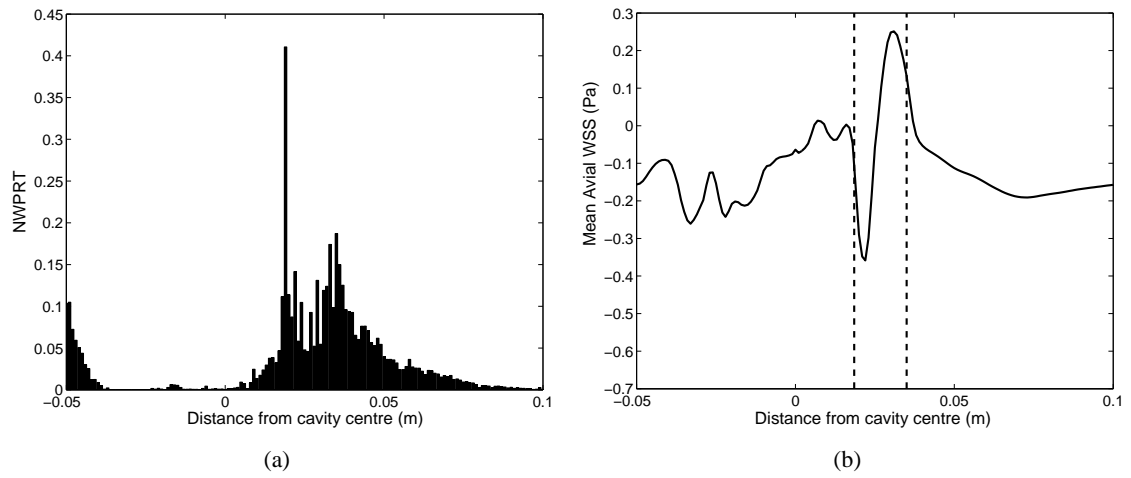 0.45
0.4
0.35
0.3
0.25
0.2
0.15
0.1
0.05
0
NWPRT
−0.05 0 0.05 0.1
Distance from cavity centre (m)
(a)
0.3
0.2
0.1
0
−0.1
−0.2
−0.3
−0.4
−0.5
−0.6
−0.7
Mean Avial WSS (Pa)
−0.05 0 0.05 0.1
Distance from cavity centre (m)
(b)